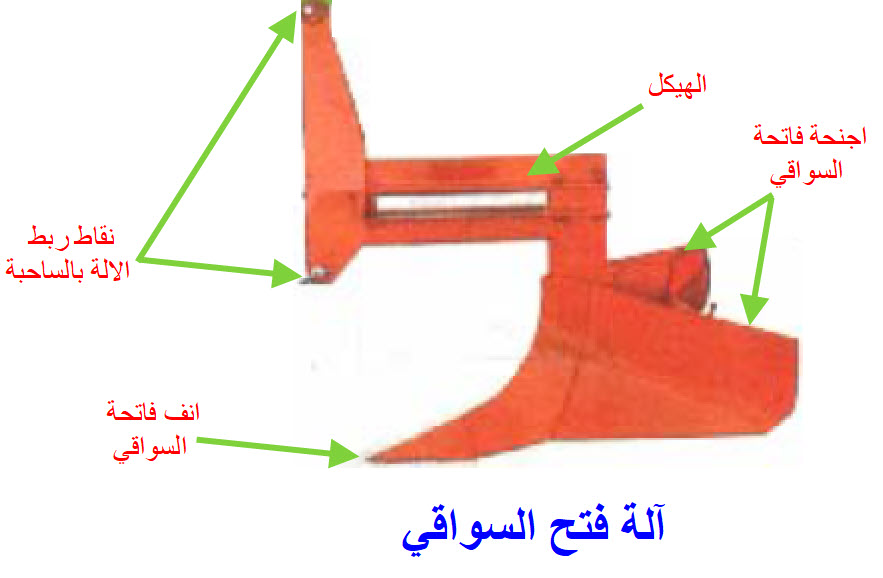 الهيكل
اجنحة فاتحة
السواقي
نقاط ربط
الالة بالساحبة
انف فاتحة
السواقي
آلة فتح السواقي